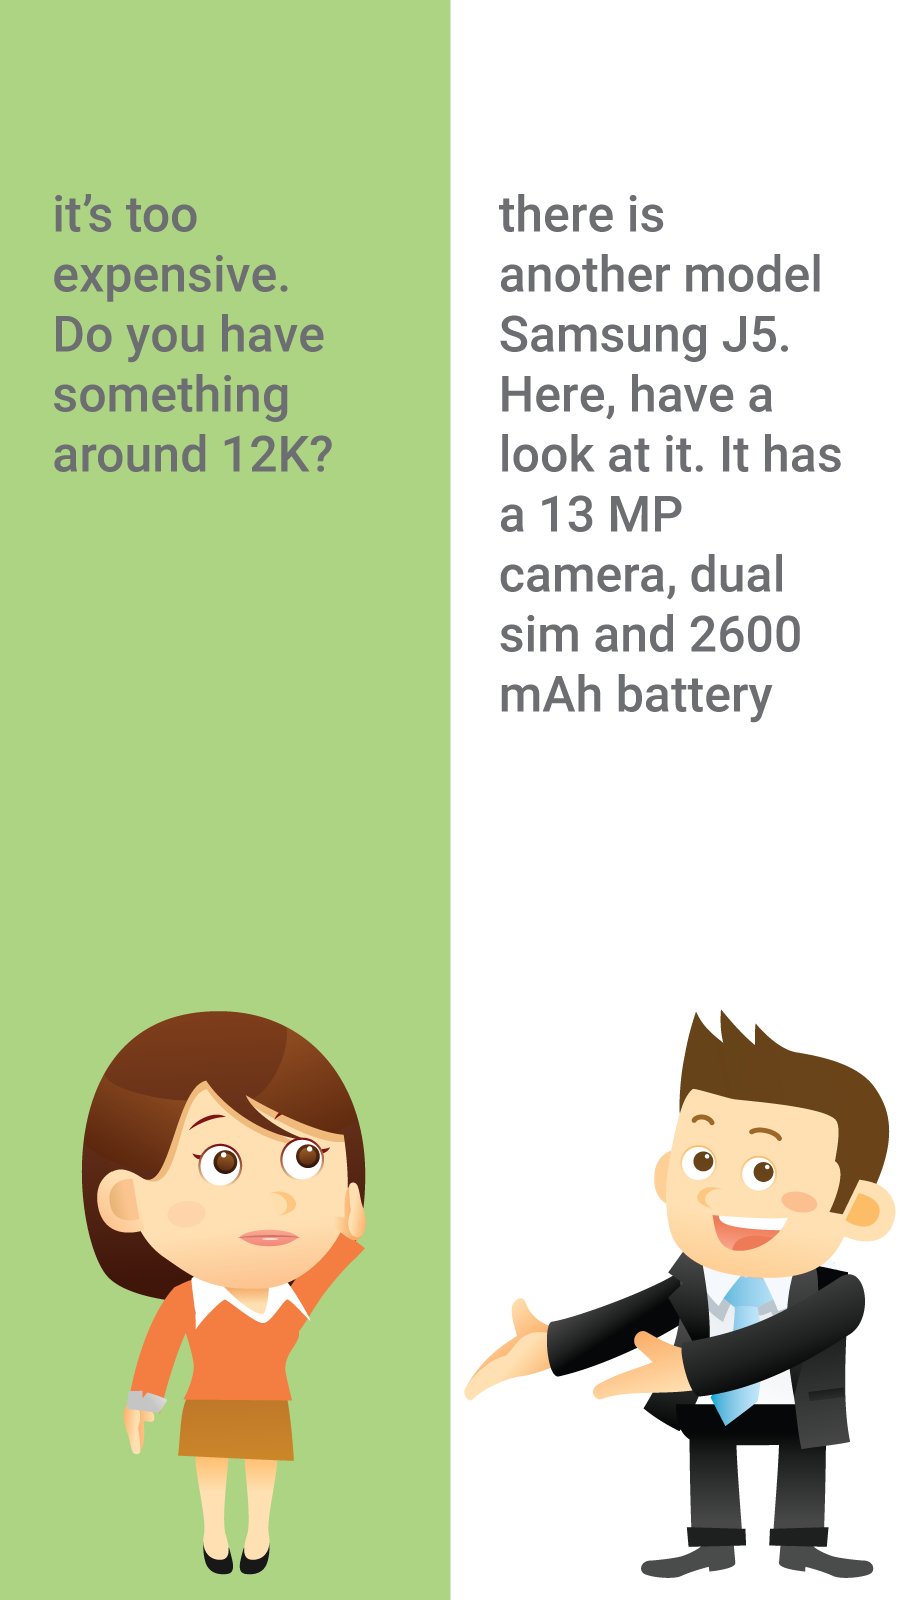 it’s too
expensive.
Do you have
something
around 12K?
there is
another model
Samsung J5.
Here, have a
look at it. It has
a 13 MP
camera, dual
sim and 2600
mAh battery